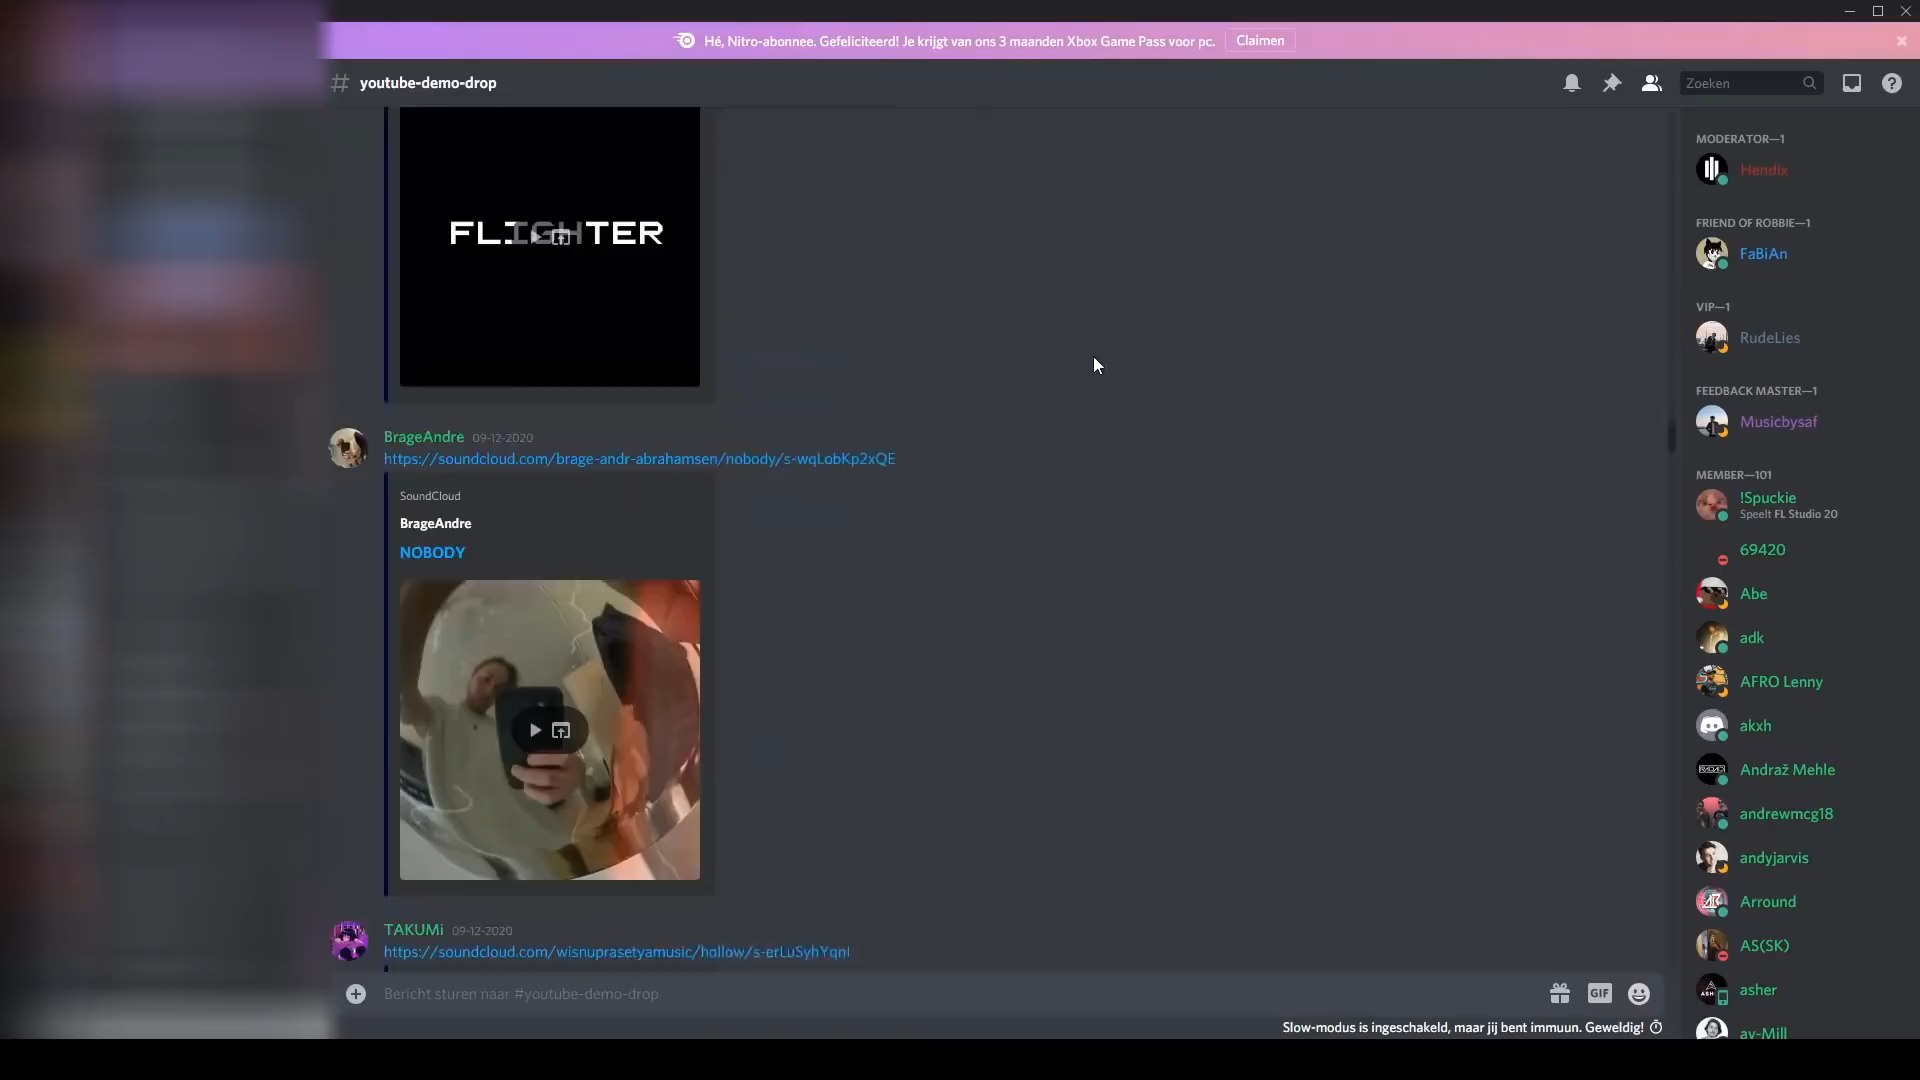 Hé, Nitro-abonnee. Gefeliciteerd! Je krijgt van ons 3 maanden Xbox Game Pass voor pc. Claimen
# youtube-demo-drop
Zoeken
FLIGHTER
BrageAndre 09-12-2020
https://soundcloud.com/brage-andr-abrahamsen/nobody/s-wqLobKp2xQE
SoundCloud
BrageAndre
NOBODY
TAKUMi 09-12-2020
https://soundcloud.com/wisnuprasetyamusic/hollow/s-erLuSyhYqnI
Bericht sturen naar #youtube-demo-drop
GIF
Slow-modus is ingeschakeld, maar jij bent immuun. Geweldig!
MODERATOR—1
Hendix
FRIEND OF ROBBIE—1
FaBiAn
VIP—1
RudeLies
FEEDBACK MASTER—1
Musicbysaf
MEMBER—101
!Spuckie
Speelt FL Studio 20
69420
Abe
adk
AFRO Lenny
akxh
Andraž Mehle
andrewmcg18
andyjarvis
Arround
AS(SK)
asher
av-Mill